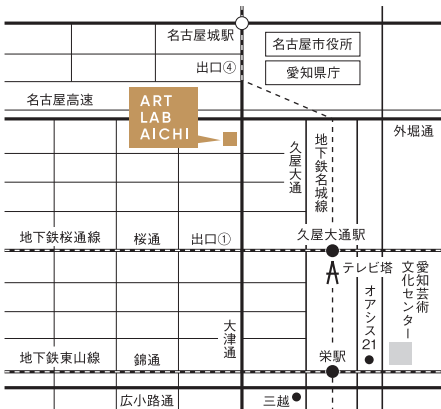 名古屋城駅
名古屋市役所
出口④
愛知県庁
名古屋高速
ART
LAB
AICHI
外堀通
久屋大通
地下鉄名城線
地下鉄桜通線
桜通
出口①
久屋大通駅
テレビ塔
愛知芸術
文化センター
オアシス21
大津通
地下鉄東山線
錦通
栄駅
広小路通
三越